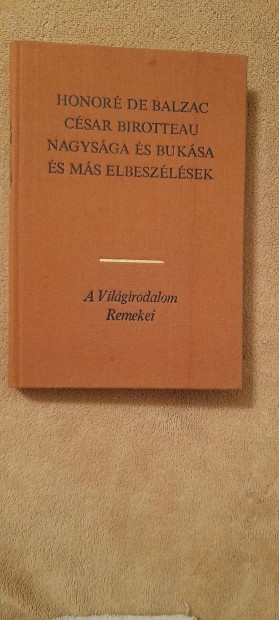 HONORÉ DE BALZAC
CÉSAR BIROTTEAU
NAGYSÁGA ÉS BUKÁSA
ÉS MÁS ELBESZÉLÉSEK
A Világirodalom
Remekei